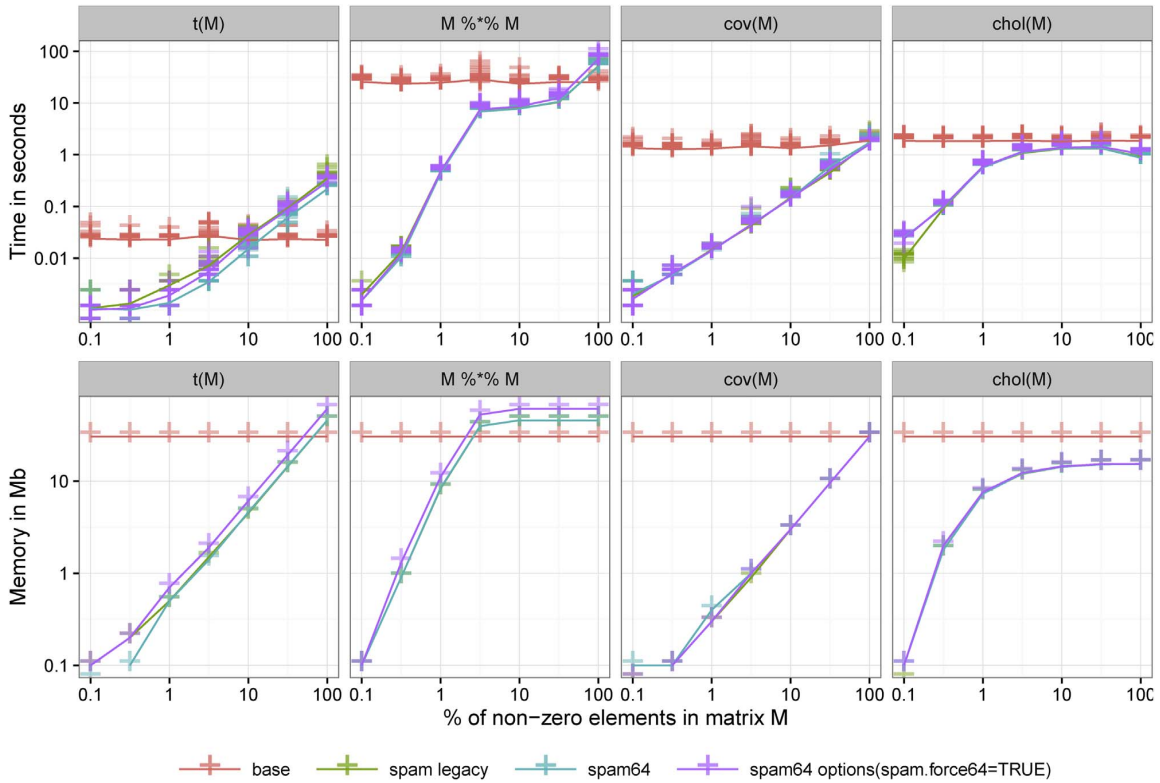 t(M) M %*% M cov(M) chol(M)
100
10
1
0.1
0.01
Time in seconds
0.1 1 10 100 0.1 1 10 100 0.1 1 10 100 0.1 1 10 100
t(M) M %*% M cov(M) chol(M)
10
1
0.1
Memory in Mb
0.1 1 10 100 0.1 1 10 100 0.1 1 10 100 0.1 1 10 100
% of non-zero elements in matrix M
base spam legacy spam64 spam64 options(spam.force64=TRUE)